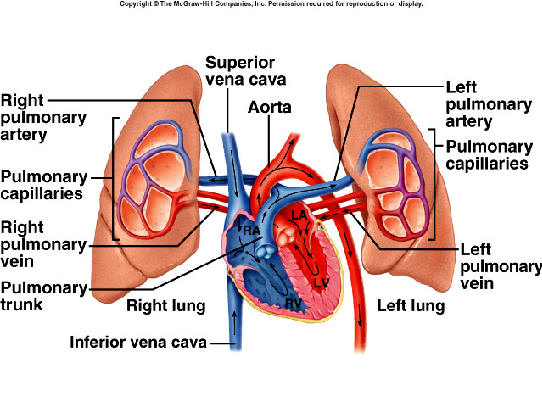 Copyright © The McGraw-Hill Companies, Inc. Permission required for reproduction or display.
Superior
vena cava
Aorta
Right
pulmonary
artery
Left
pulmonary
artery
Pulmonary
capillaries
Pulmonary
capillaries
Right
pulmonary
vein
Left
pulmonary
vein
Pulmonary
trunk
RA
LA
RV
LV
Right lung
Left lung
Inferior vena cava